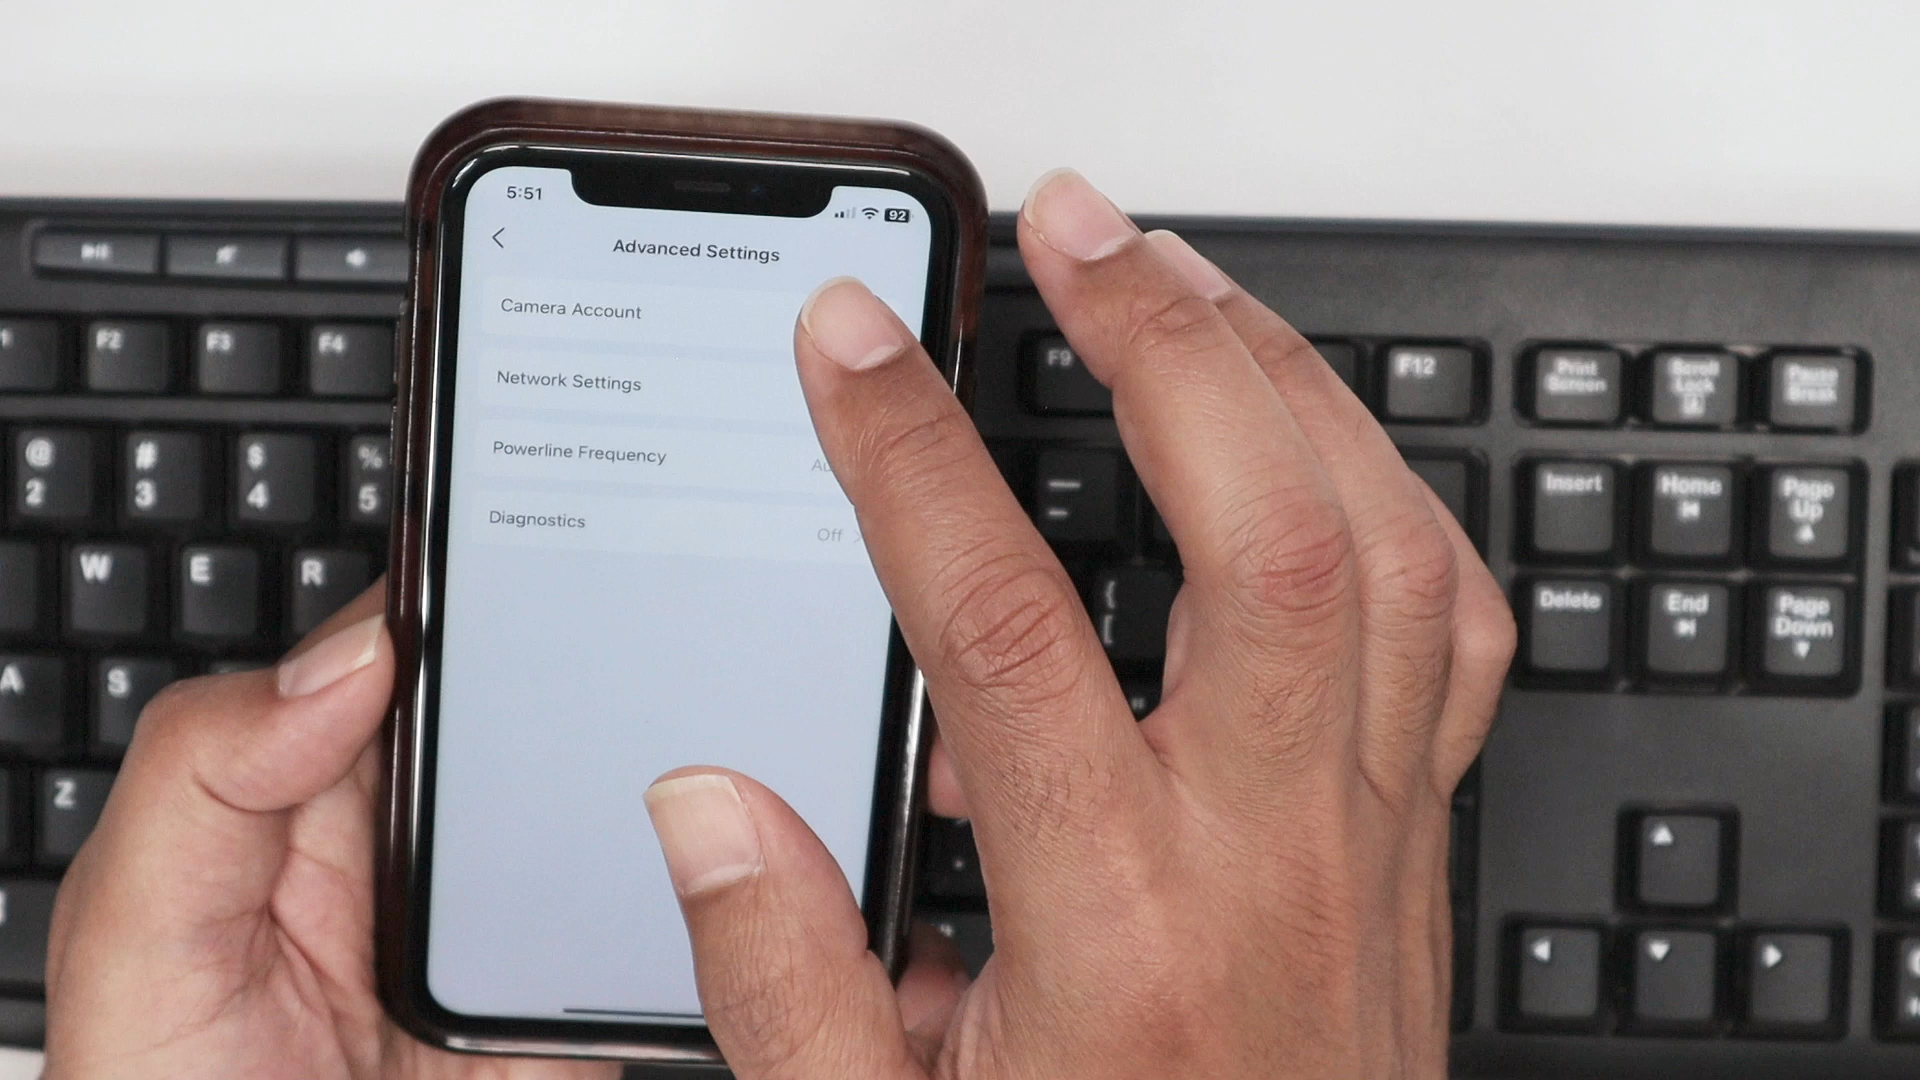 5:51
92
Advanced Settings
Camera Account
Network Settings
Powerline Frequency
Diagnostics
Off
F2
F3
F4
F9
F12
Print Screen
Scroll Lock
Pause Break
@
2
#
3
$
4
%
5
Insert
Home
Page Up
W
E
R
{
[
Delete
End
Page Down
A
S
Z